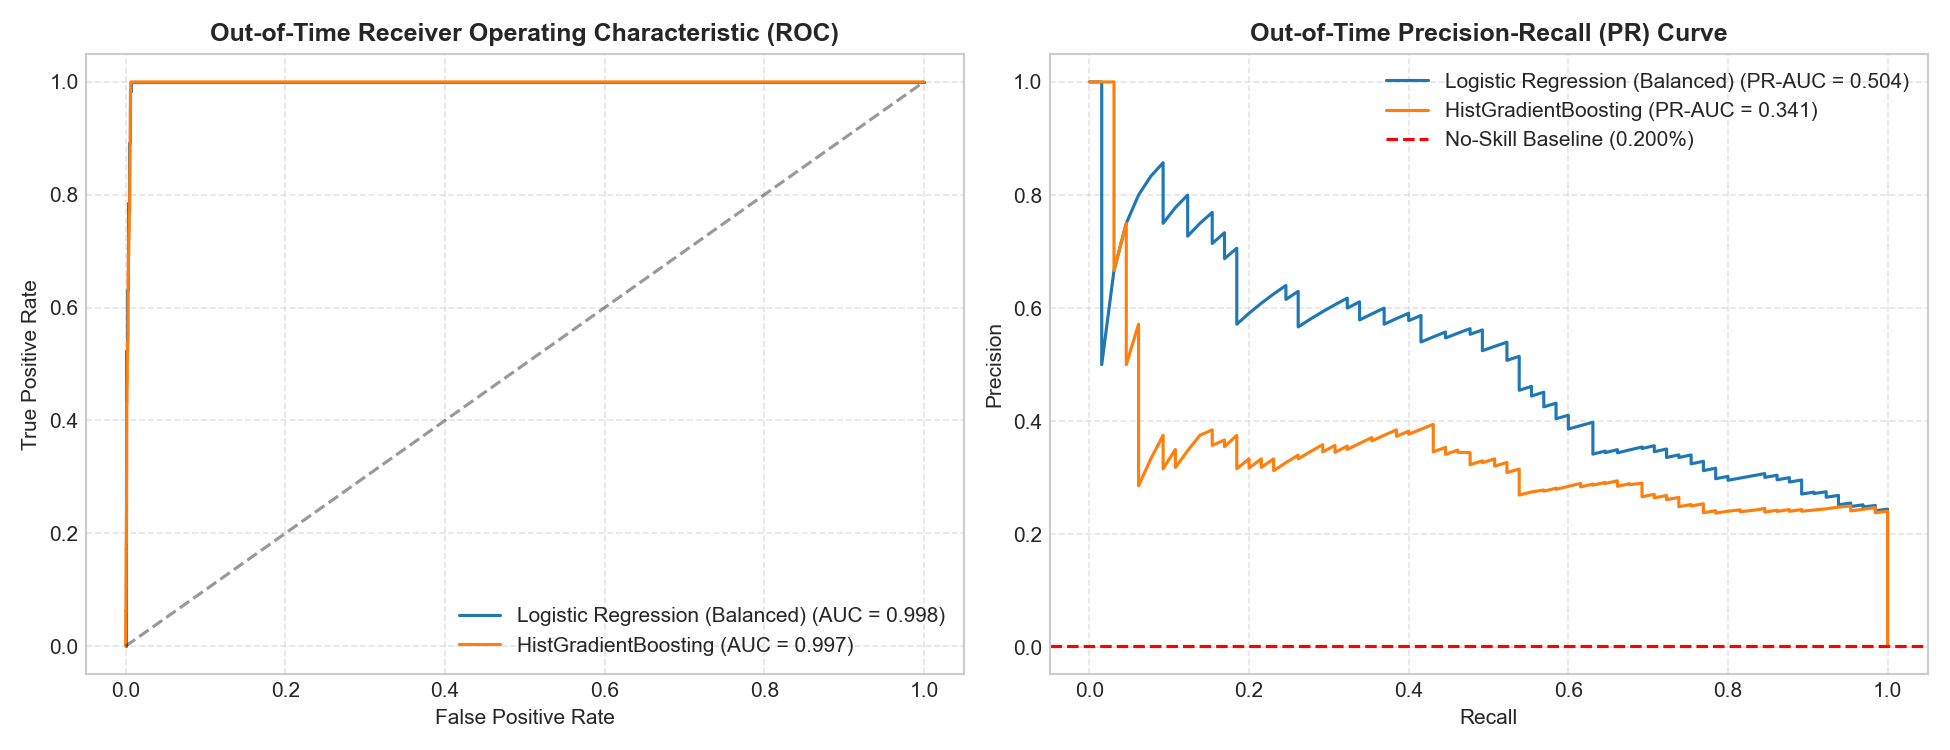 Out-of-Time Receiver Operating Characteristic (ROC)
1.0
0.8
0.6
0.4
0.2
0.0
True Positive Rate
0.0 0.2 0.4 0.6 0.8 1.0
False Positive Rate
Logistic Regression (Balanced) (AUC = 0.998)
HistGradientBoosting (AUC = 0.997)
Out-of-Time Precision-Recall (PR) Curve
1.0
0.8
0.6
0.4
0.2
0.0
Precision
0.0 0.2 0.4 0.6 0.8 1.0
Recall
Logistic Regression (Balanced) (PR-AUC = 0.504)
HistGradientBoosting (PR-AUC = 0.341)
No-Skill Baseline (0.200%)